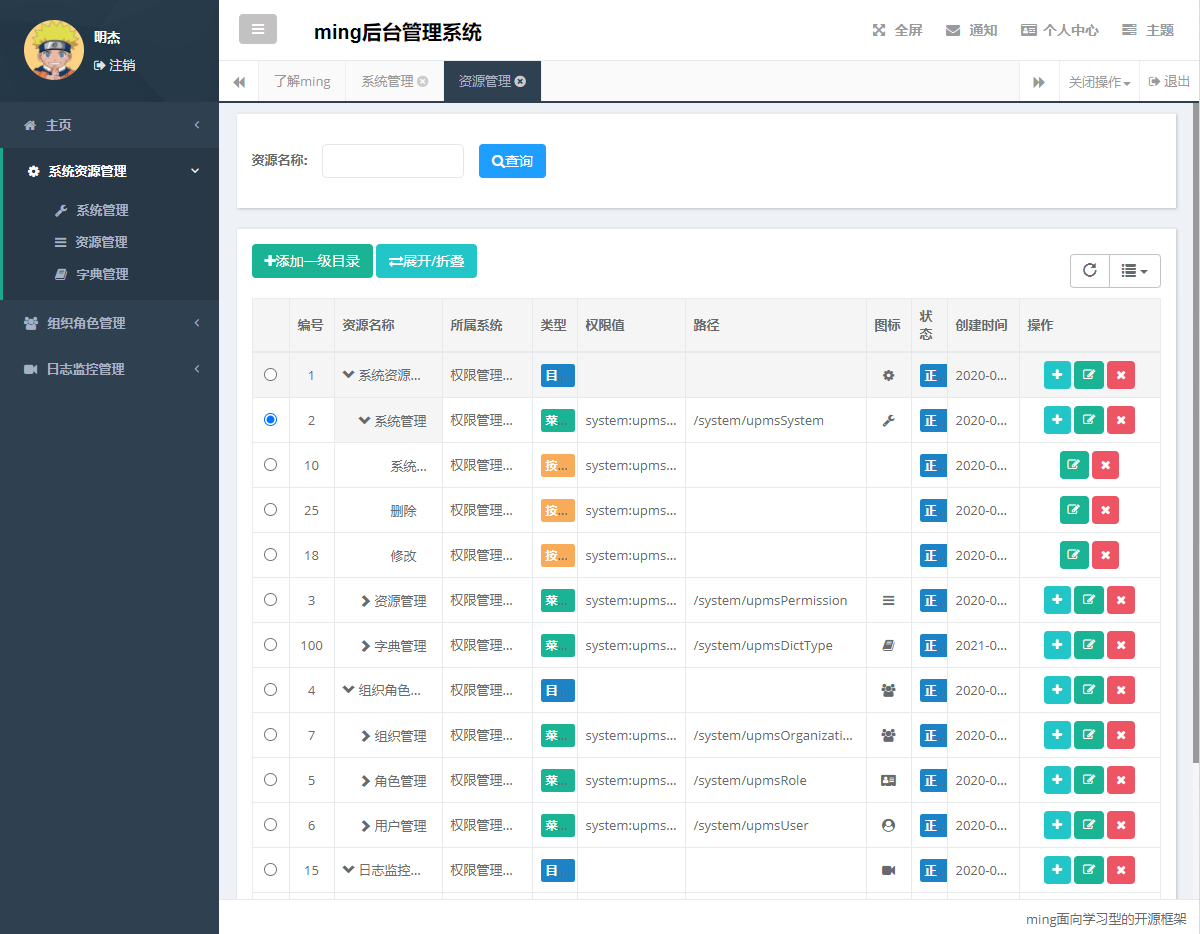 明杰
注销
ming后台管理系统
全屏 通知 个人中心 主题
了解ming 系统管理 资源管理 关闭操作 退出
主页
系统资源管理
系统管理
资源管理
字典管理
组织角色管理
日志监控管理
资源名称: 查询
添加一级目录 展开/折叠
编号 资源名称 所属系统 类型 权限值 路径 图标 状态 创建时间 操作
1 系统资源... 权限管理... 目 正 2020-0...
2 系统管理 权限管理... 菜... system:upms... /system/upmsSystem 正 2020-0...
10 系统... 权限管理... 按... system:upms... 正 2020-0...
25 删除 权限管理... 按... system:upms... 正 2020-0...
18 修改 权限管理... 按... system:upms... 正 2020-0...
3 资源管理 权限管理... 菜... system:upms... /system/upmsPermission 正 2020-0...
100 字典管理 权限管理... 菜... system:upms... /system/upmsDictType 正 2021-0...
4 组织角色... 权限管理... 目 正 2020-0...
7 组织管理 权限管理... 菜... system:upms... /system/upmsOrganizati... 正 2020-0...
5 角色管理 权限管理... 菜... system:upms... /system/upmsRole 正 2020-0...
6 用户管理 权限管理... 菜... system:upms... /system/upmsUser 正 2020-0...
15 日志监控... 权限管理... 目 正 2020-0...
ming面向学习型的开源框架